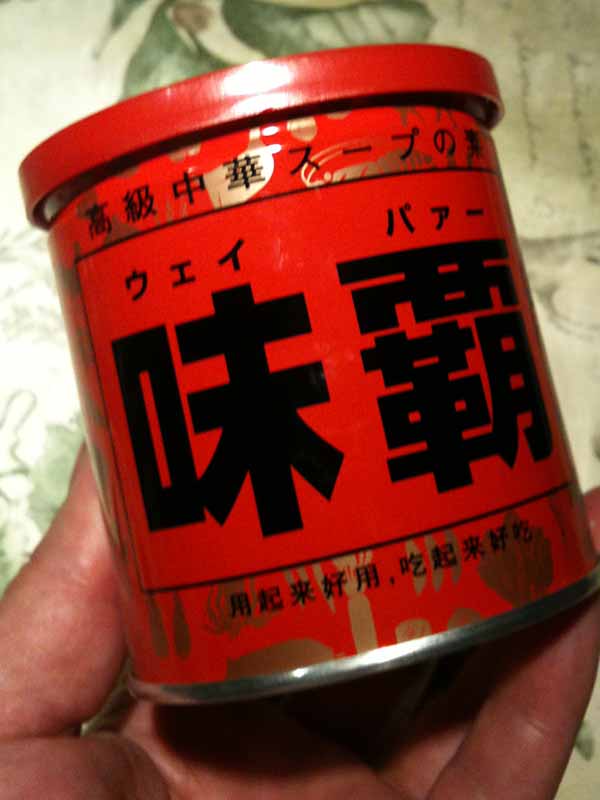 高級中華スープの素
ウェイ パァー
味覇
用起来好用,吃起来好吃